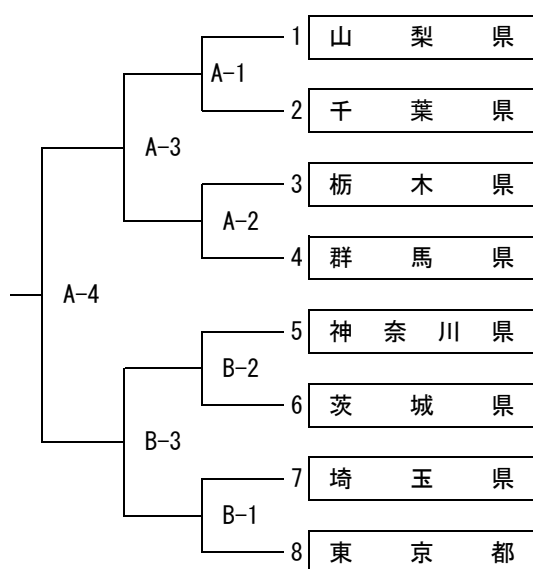 1 山梨県
A-1
2 千葉県
A-3
3 栃木県
A-2
4 群馬県
A-4
5 神奈川県
B-2
6 茨城県
B-3
7 埼玉県
B-1
8 東京都